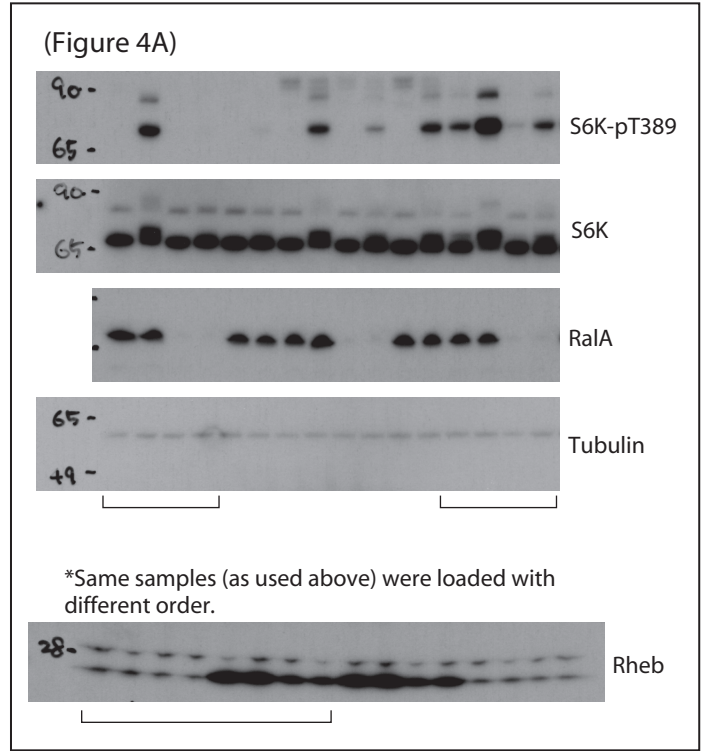 (Figure 4A)
90-
S6K-pT389
65-
90-
S6K
65-
RalA
65-
Tubulin
49-
*Same samples (as used above) were loaded with
different order.
28-
Rheb